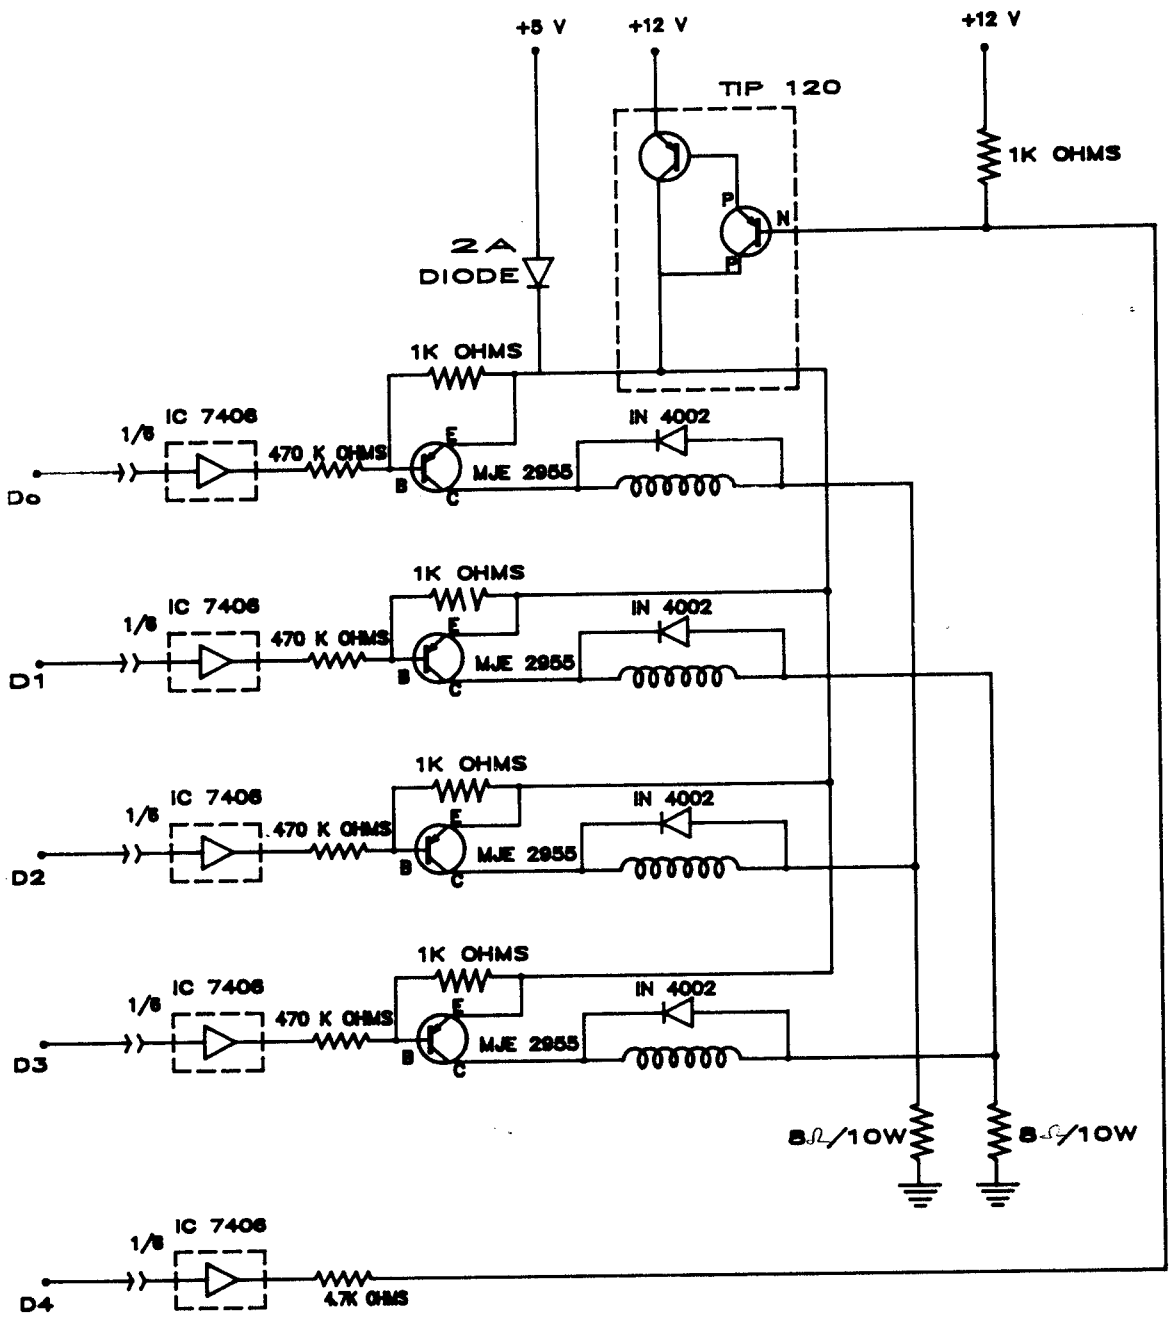 +5 V
+12 V
+12 V
TIP 120
1K OHMS
P
N
P
2A
DIODE
1K OHMS
IC 7406
1/6
470 K OHMS
E
B
C
MJE 2955
IN 4002
Do
1K OHMS
IC 7406
1/6
470 K OHMS
E
B
C
MJE 2955
IN 4002
D1
1K OHMS
IC 7406
1/6
470 K OHMS
E
B
C
MJE 2955
IN 4002
D2
1K OHMS
IC 7406
1/6
470 K OHMS
E
B
C
MJE 2955
IN 4002
D3
8Ω/10W
8Ω/10W
IC 7406
1/6
4.7K OHMS
D4